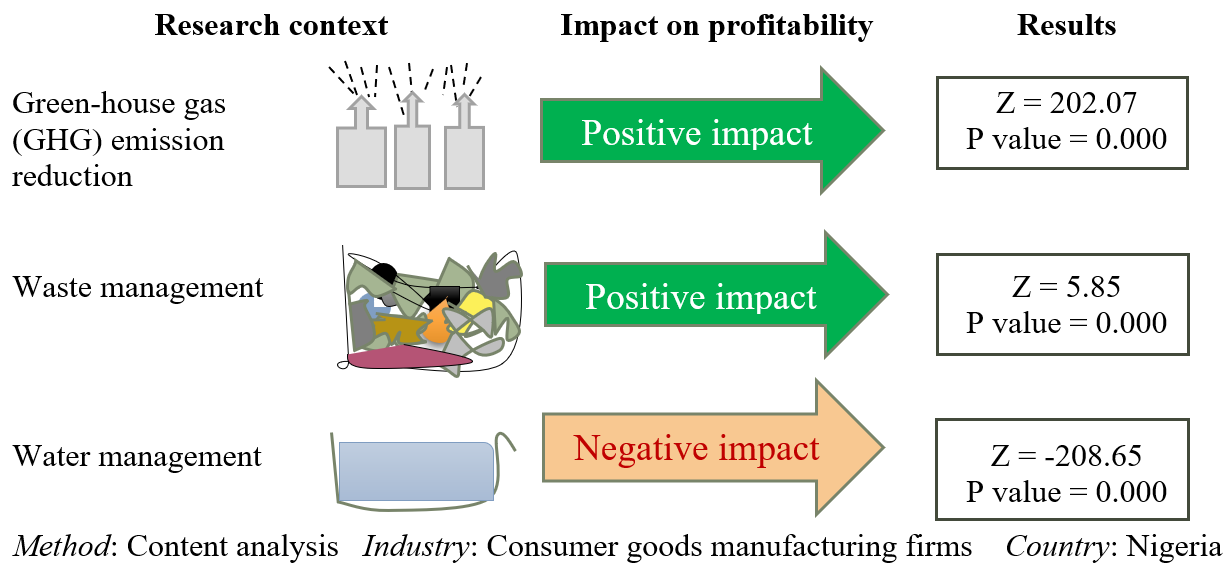 Research context Impact on profitability Results
Green-house gas
(GHG) emission
reduction
Positive impact
Z = 202.07
P value = 0.000
Waste management
Positive impact
Z = 5.85
P value = 0.000
Water management
Negative impact
Z = -208.65
P value = 0.000
Method: Content analysis Industry: Consumer goods manufacturing firms Country: Nigeria